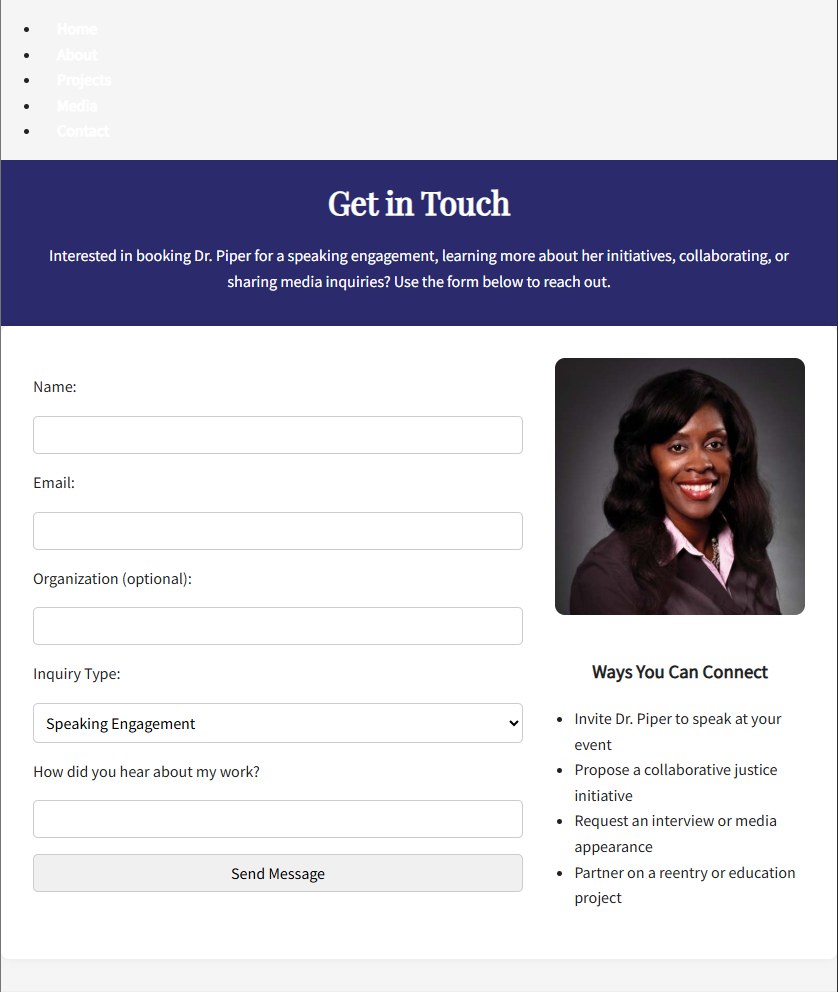 Home
About
Projects
Media
Contact
Get in Touch
Interested in booking Dr. Piper for a speaking engagement, learning more about her initiatives, collaborating, or
sharing media inquiries? Use the form below to reach out.
Name:
Email:
Organization (optional):
Inquiry Type:
Speaking Engagement
How did you hear about my work?
Send Message
Ways You Can Connect
Invite Dr. Piper to speak at your
event
Propose a collaborative justice
initiative
Request an interview or media
appearance
Partner on a reentry or education
project